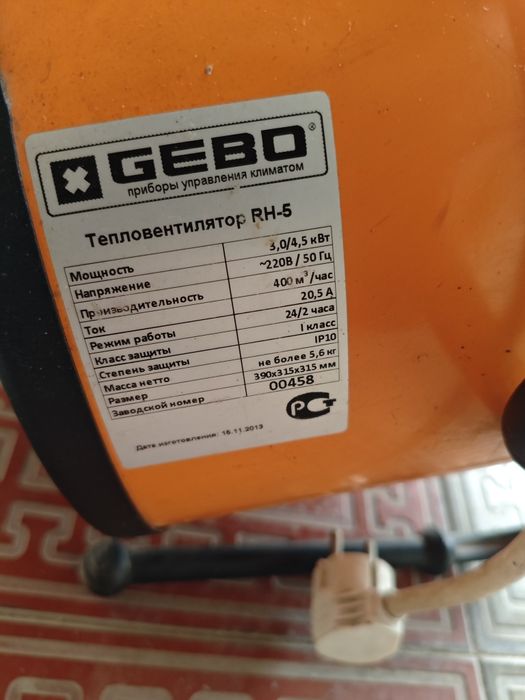 GEBO®
приборы управления климатом
Тепловентилятор RH-5
Мощность 3,0/4,5 кВт
Напряжение ~220В / 50 Гц
Производительность 400 м³/час
Ток 20,5 А
Режим работы 24/2 часа
Класс защиты I класс
Степень защиты IP10
Масса нетто не более 5,6 кг
Размер 390х315х315 мм
Заводской номер 00458
РСТ
Дата изготовления: 15.11.2013